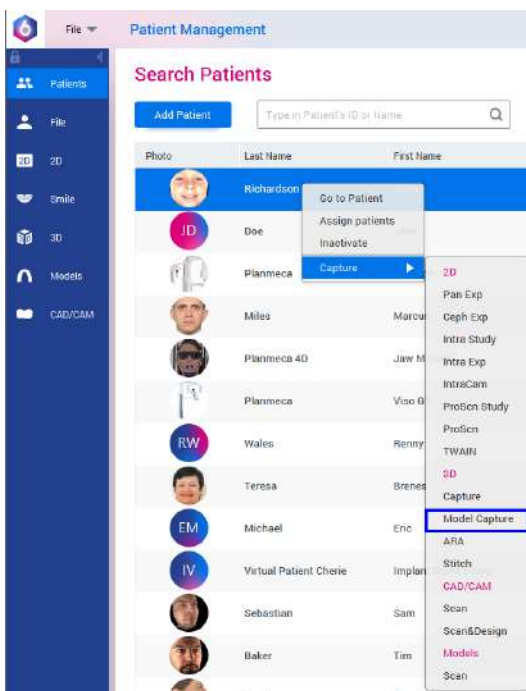 File
Patient Management
Patients
File
2D 2D
Smile
3D
Models
CAD/CAM
Search Patients
Add Patient
Type in Patient's ID or Name
Photo Last Name First Name
Richardson
JD Doe
Planmeca
Miles Marcu
Planmeca 4D Jaw M
Planmeca Viso G
RW Wales Renny
Teresa Brenes
EM Michael Eric
IV Virtual Patient Cherie Implan
Sebastian Sam
Baker Tim
Go to Patient
Assign patients
Inactivate
Capture
2D
Pan Exp
Ceph Exp
Intra Study
Intra Exp
IntraCam
ProScn Study
ProScn
TWAIN
3D
Capture
Model Capture
ARA
Stitch
CAD/CAM
Scan
Scan&Design
Models
Scan